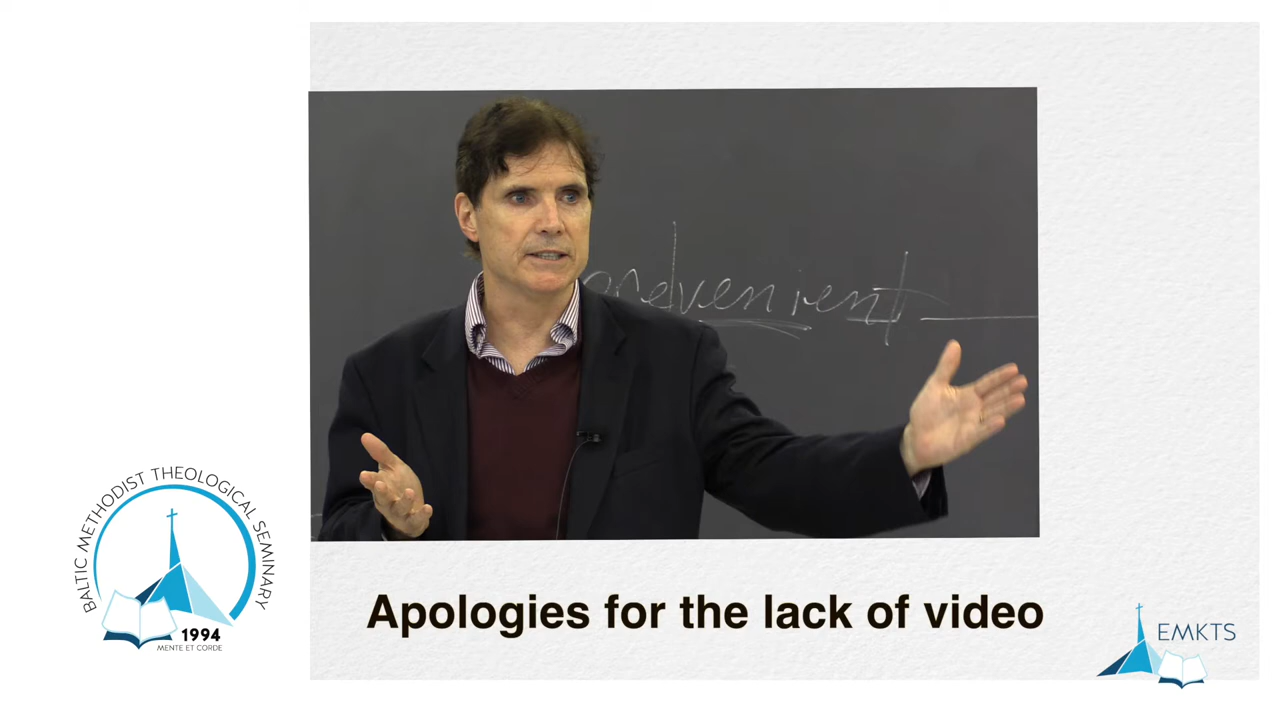 prevenient
BALTIC METHODIST THEOLOGICAL SEMINARY
1994
MENTE ET CORDE
Apologies for the lack of video
EMKTS